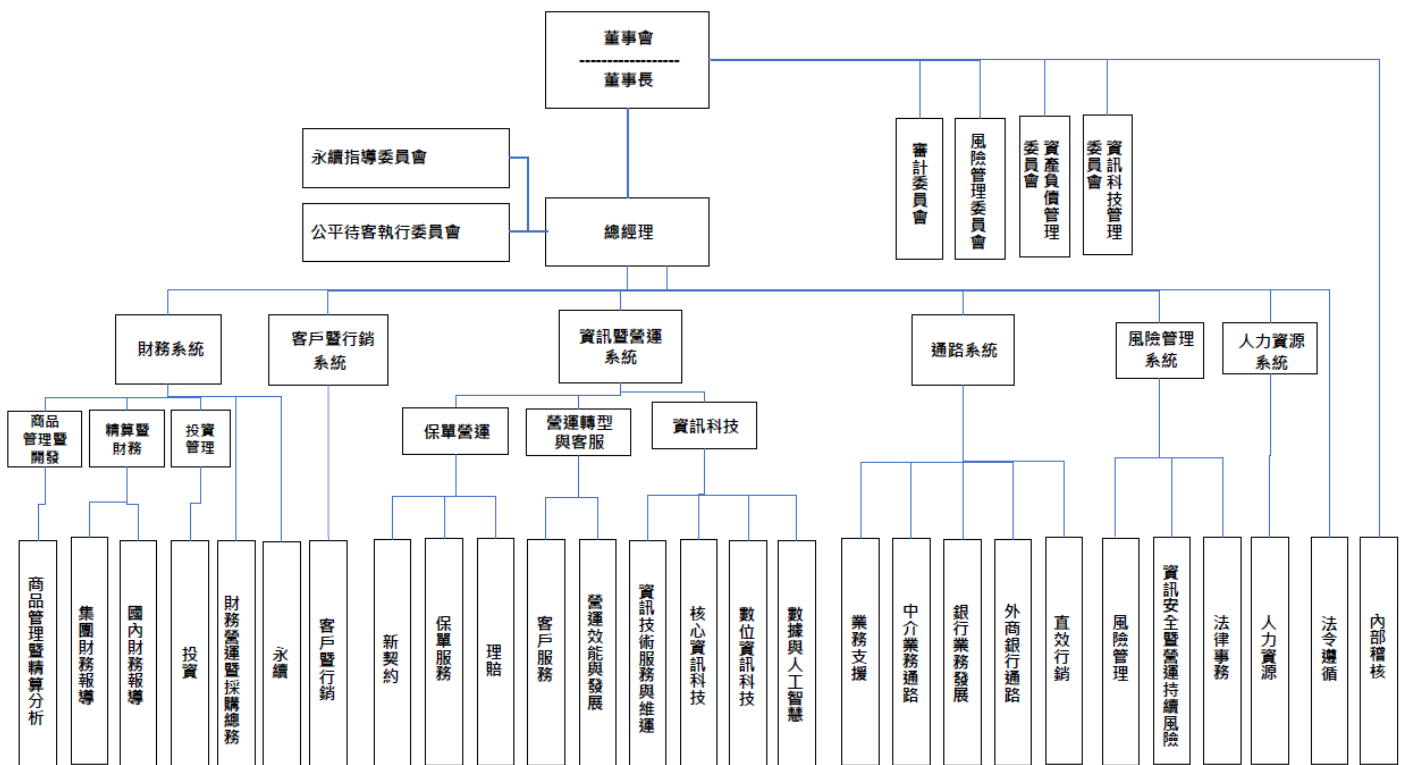 董事會
------------------
董事長
審計委員會
風險管理委員會
資產負債管理
委員會
資訊科技管理
委員會
永續指導委員會
公平待客執行委員會
總經理
財務系統
客戶暨行銷
系統
資訊暨營運
系統
通路系統
風險管理
系統
人力資源
系統
商品
管理暨
開發
精算暨
財務
投資
管理
保單營運
營運轉型
與客服
資訊科技
商品管理暨精算分析
集團財務報導
國內財務報導
投資
財務營運暨採購總務
永續
客戶暨行銷
新契約
保單服務
理賠
客戶服務
營運效能與發展
資訊技術服務與維運
核心資訊科技
數位資訊科技
數據與人工智慧
業務支援
中介業務通路
銀行業務發展
外商銀行通路
直效行銷
風險管理
資訊安全暨營運持續風險
法律事務
人力資源
法令遵循
內部稽核